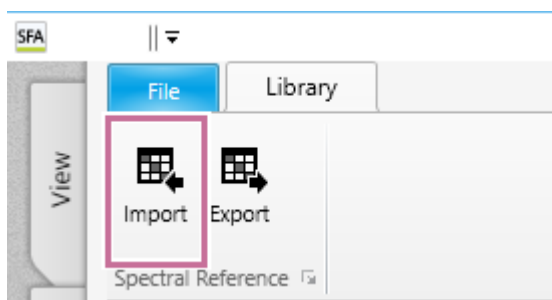 SFA
File Library
View
Import Export
Spectral Reference